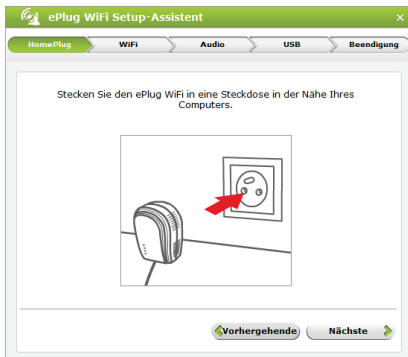 ePlug WiFi Setup-Assistent
HomePlug WiFi Audio USB Beendigung
Stecken Sie den ePlug WiFi in eine Steckdose in der Nähe Ihres
Computers.
Vorhergehende Nächste